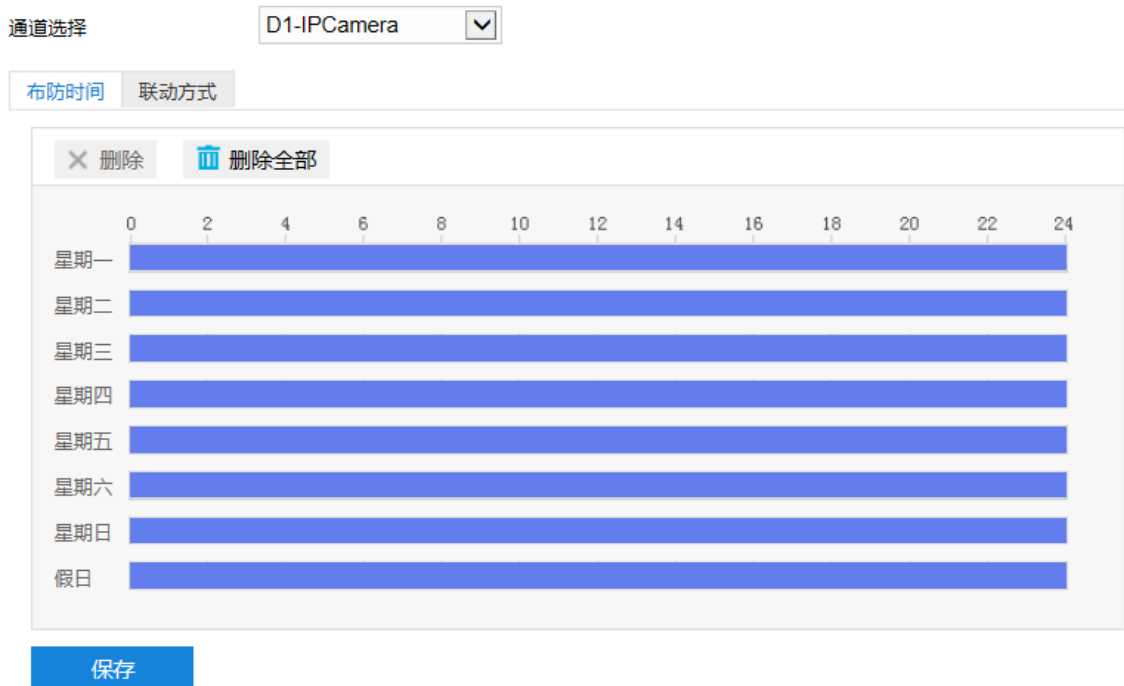 通道选择 D1-IPCamera
布防时间 联动方式
删除 删除全部
0 2 4 6 8 10 12 14 16 18 20 22 24
星期一
星期二
星期三
星期四
星期五
星期六
星期日
假日
保存